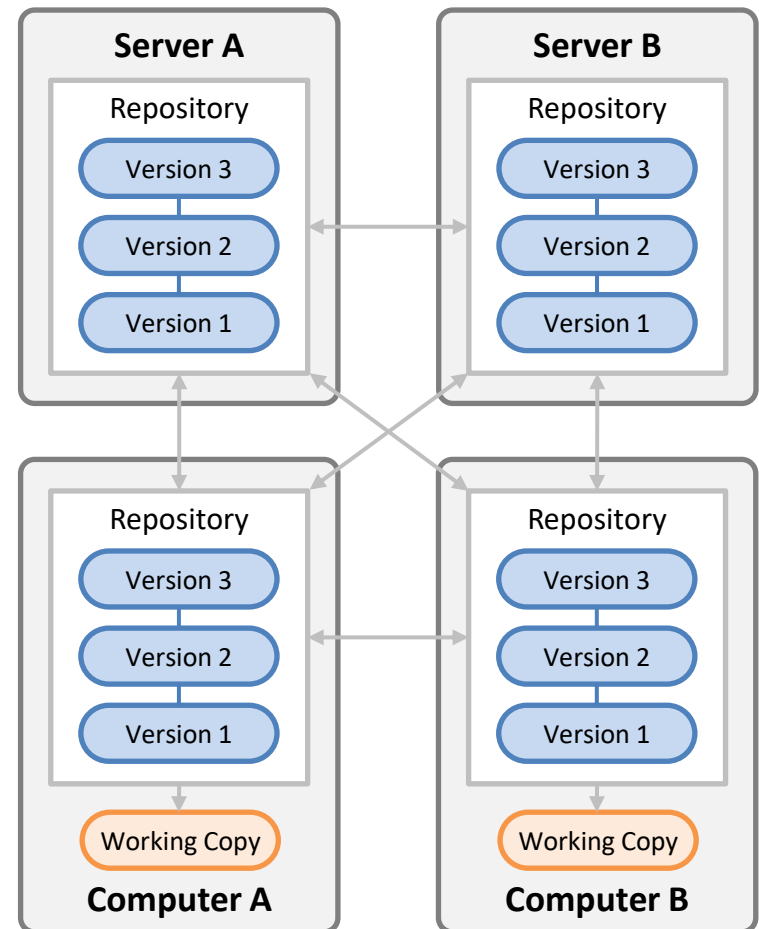 Server A
Repository
Version 3
Version 2
Version 1
Server B
Repository
Version 3
Version 2
Version 1
Repository
Version 3
Version 2
Version 1
Working Copy
Computer A
Repository
Version 3
Version 2
Version 1
Working Copy
Computer B